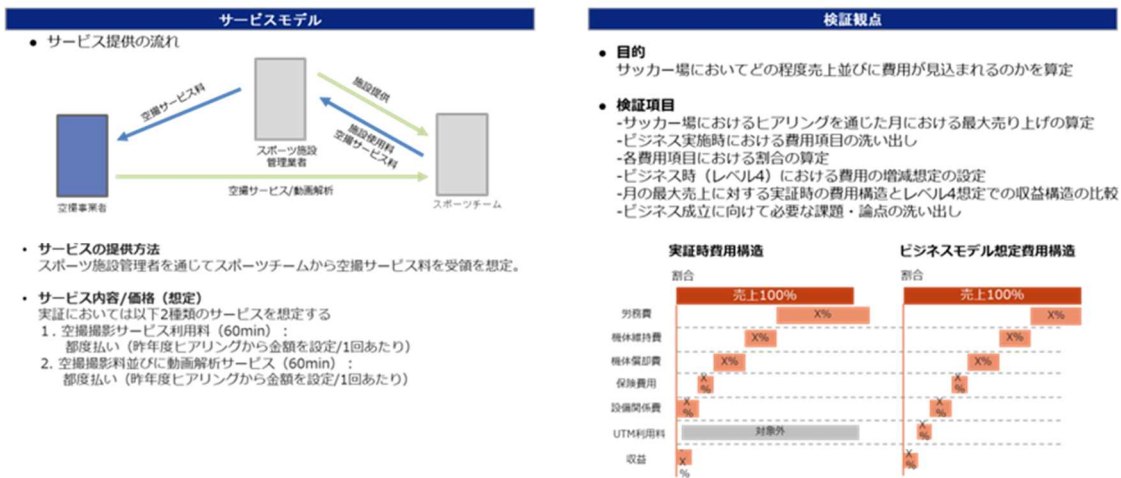 サービスモデル
● サービス提供の流れ
空撮サービス料
施設提供
施設使用料
空撮サービス料
スポーツ施設
管理業者
空撮サービス/動画解析
空撮事業者
スポーツチーム
・ サービスの提供方法
スポーツ施設管理者を通じてスポーツチームから空撮サービス料を受領を想定。
・ サービス内容/価格（想定）
実証においては以下2種類のサービスを想定する
1．空撮撮影サービス利用料（60min）：
都度払い（昨年度ヒアリングから金額を設定/1回あたり）
2．空撮撮影料並びに動画解析サービス（60min）：
都度払い（昨年度ヒアリングから金額を設定/1回あたり）
検証観点
● 目的
サッカー場においてどの程度売上並びに費用が見込まれるのかを算定
● 検証項目
-サッカー場におけるヒアリングを通じた月における最大売り上げの算定
-ビジネス実施時における費用項目の洗い出し
-各費用項目における割合の算定
-ビジネス時（レベル4）における費用の増減想定の設定
-月の最大売上に対する実証時の費用構造とレベル4想定での収益構造の比較
-ビジネス成立に向けて必要な課題・論点の洗い出し
実証時費用構造
割合
売上100%
労務費
X%
機体維持費
X%
機体償却費
X%
保険費用
X
%
設備関係費
X
%
UTM利用料
対象外
収益
X
%
ビジネスモデル想定費用構造
割合
売上100%
X%
X%
X%
X
%
X
%
X
%
X
%